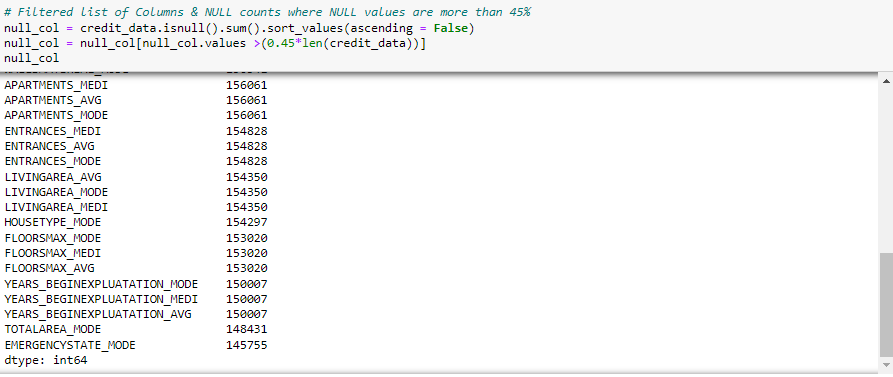 # Filtered list of Columns & NULL counts where NULL values are more than 45%
null_col = credit_data.isnull().sum().sort_values(ascending = False)
null_col = null_col[null_col.values >(0.45*len(credit_data))]
null_col
APARTMENTS_MEDI 156061
APARTMENTS_AVG 156061
APARTMENTS_MODE 156061
ENTRANCES_MEDI 154828
ENTRANCES_AVG 154828
ENTRANCES_MODE 154828
LIVINGAREA_AVG 154350
LIVINGAREA_MODE 154350
LIVINGAREA_MEDI 154350
HOUSETYPE_MODE 154297
FLOORSMAX_MODE 153020
FLOORSMAX_MEDI 153020
FLOORSMAX_AVG 153020
YEARS_BEGINEXPLUATATION_MODE 150007
YEARS_BEGINEXPLUATATION_MEDI 150007
YEARS_BEGINEXPLUATATION_AVG 150007
TOTALAREA_MODE 148431
EMERGENCYSTATE_MODE 145755
dtype: int64